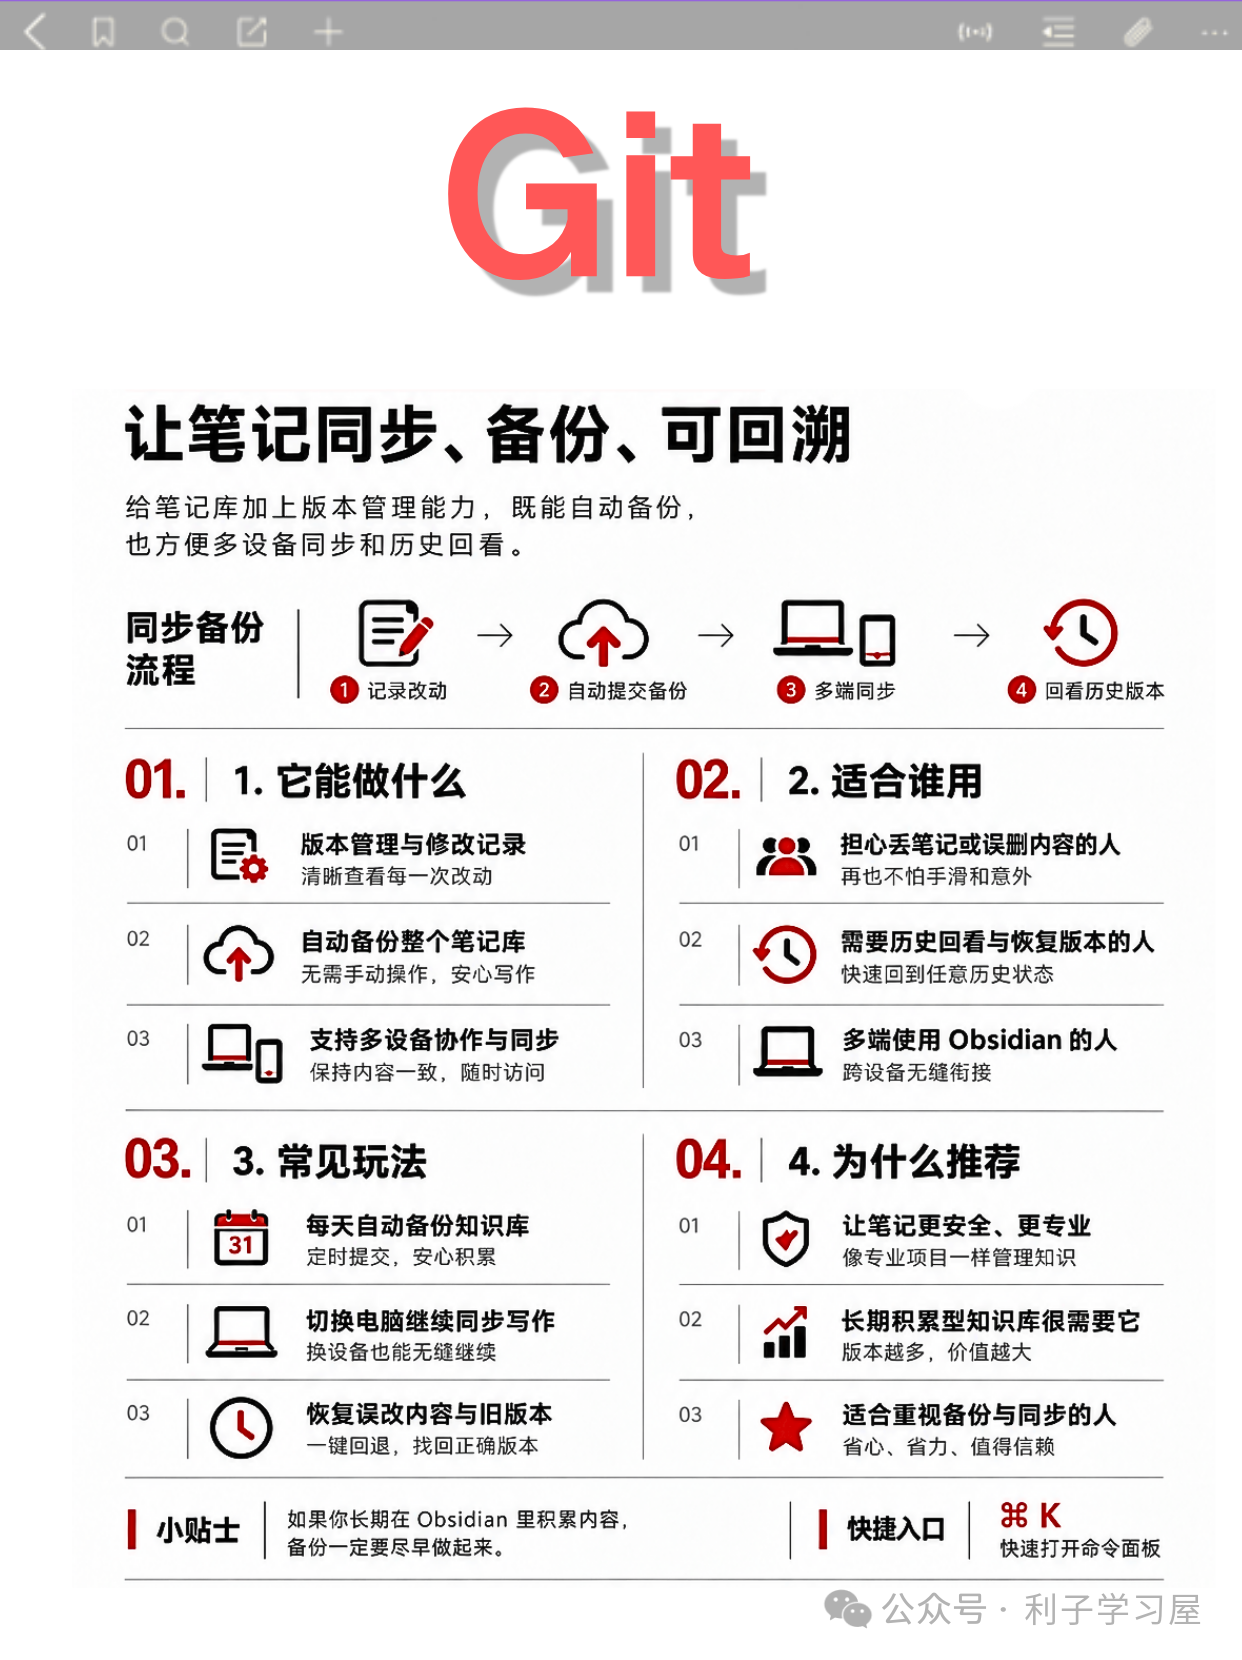 Git
让笔记同步、备份、可回溯
给笔记库加上版本管理能力，既能自动备份，
也方便多设备同步和历史回看。
同步备份
流程
1 记录改动
2 自动提交备份
3 多端同步
4 回看历史版本
01. 1. 它能做什么
01 版本管理与修改记录
清晰查看每一次改动
02 自动备份整个笔记库
无需手动操作，安心写作
03 支持多设备协作与同步
保持内容一致，随时访问
02. 2. 适合谁用
01 担心丢笔记或误删内容的人
再也不怕手滑和意外
02 需要历史回看与恢复版本的人
快速回到任意历史状态
03 多端使用 Obsidian 的人
跨设备无缝衔接
03. 3. 常见玩法
01 31 每天自动备份知识库
定时提交，安心积累
02 切换电脑继续同步写作
换设备也能无缝继续
03 恢复误改内容与旧版本
一键回退，找回正确版本
04. 4. 为什么推荐
01 让笔记更安全、更专业
像专业项目一样管理知识
02 长期积累型知识库很需要它
版本越多，价值越大
03 适合重视备份与同步的人
省心、省力、值得信赖
小贴士
如果你长期在 Obsidian 里积累内容，
备份一定要尽早做起来。
快捷入口
⌘ K
快速打开命令面板
公众号 · 利子学习屋